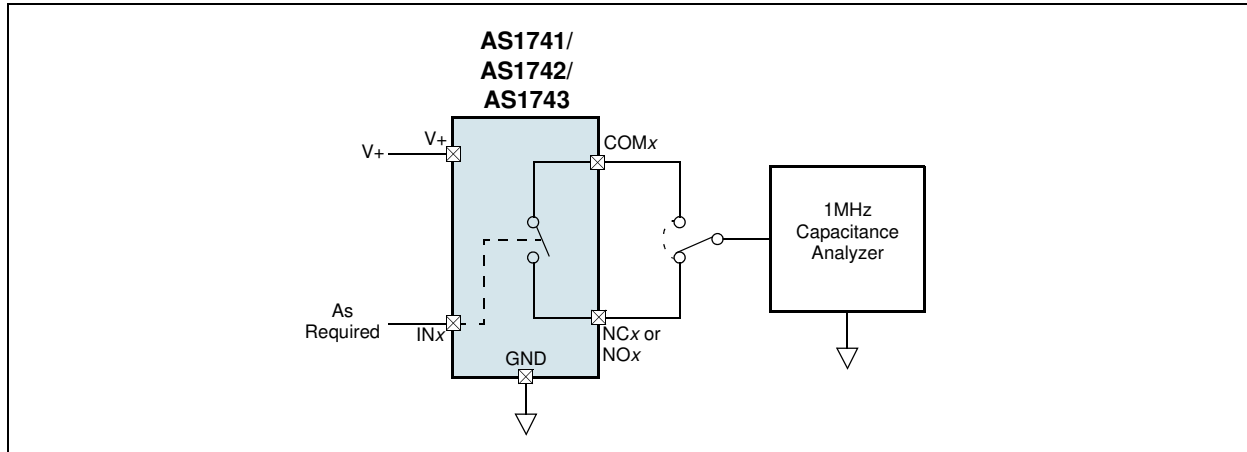 AS1741/
AS1742/
AS1743
V+
V+
COMx
1MHz
Capacitance
Analyzer
As
Required
INx
NCx or
NOx
GND